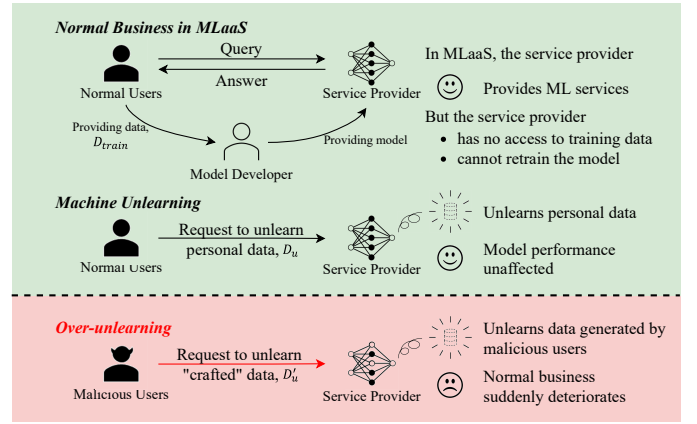 Normal Business in MLaaS
Query
Answer
Normal Users
Service Provider
Providing data,
D_train
Providing model
Model Developer
In MLaaS, the service provider
Provides ML services
But the service provider
• has no access to training data
• cannot retrain the model
Machine Unlearning
Request to unlearn
personal data, D_u
Normal Users
Service Provider
Unlearns personal data
Model performance
unaffected
Over-unlearning
Request to unlearn
"crafted" data, D'_u
Malicious Users
Service Provider
Unlearns data generated by
malicious users
Normal business
suddenly deteriorates